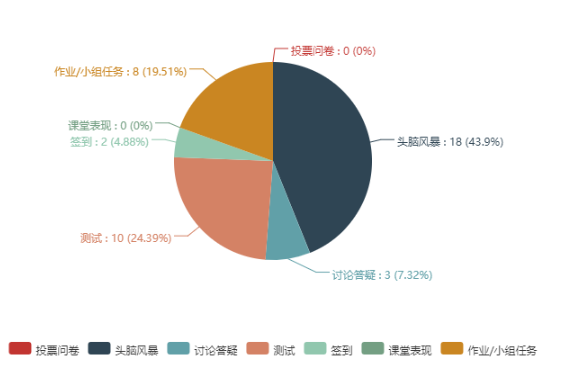 投票问卷 : 0 (0%)
作业/小组任务 : 8 (19.51%)
课堂表现 : 0 (0%)
签到 : 2 (4.88%)
头脑风暴 : 18 (43.9%)
测试 : 10 (24.39%)
讨论答疑 : 3 (7.32%)
投票问卷 头脑风暴 讨论答疑 测试 签到 课堂表现 作业/小组任务